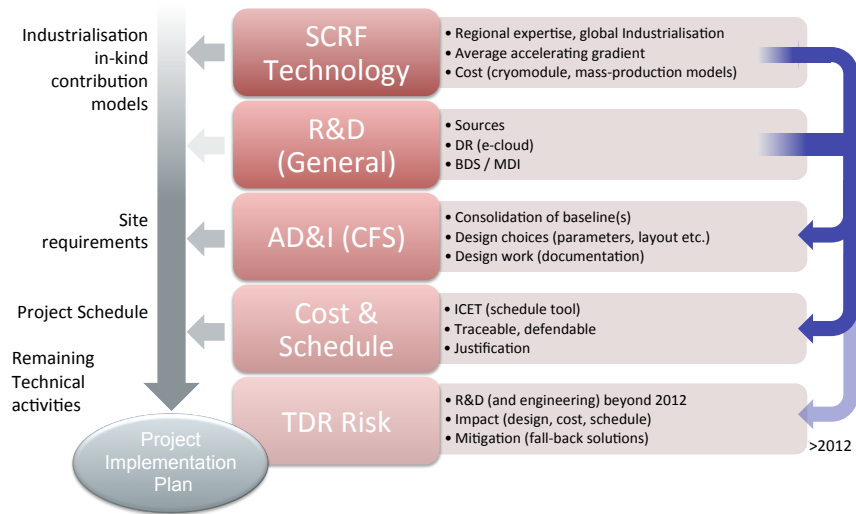 Industrialisation
in-kind
contribution
models
SCRF
Technology
• Regional expertise, global Industrialisation
• Average accelerating gradient
• Cost (cryomodule, mass-production models)
R&D
(General)
• Sources
• DR (e-cloud)
• BDS / MDI
Site
requirements
AD&I (CFS)
• Consolidation of baseline(s)
• Design choices (parameters, layout etc.)
• Design work (documentation)
Project Schedule
Cost &
Schedule
• ICET (schedule tool)
• Traceable, defendable
• Justification
Remaining
Technical
activities
TDR Risk
• R&D (and engineering) beyond 2012
• Impact (design, cost, schedule)
• Mitigation (fall-back solutions)
>2012
Project
Implementation
Plan